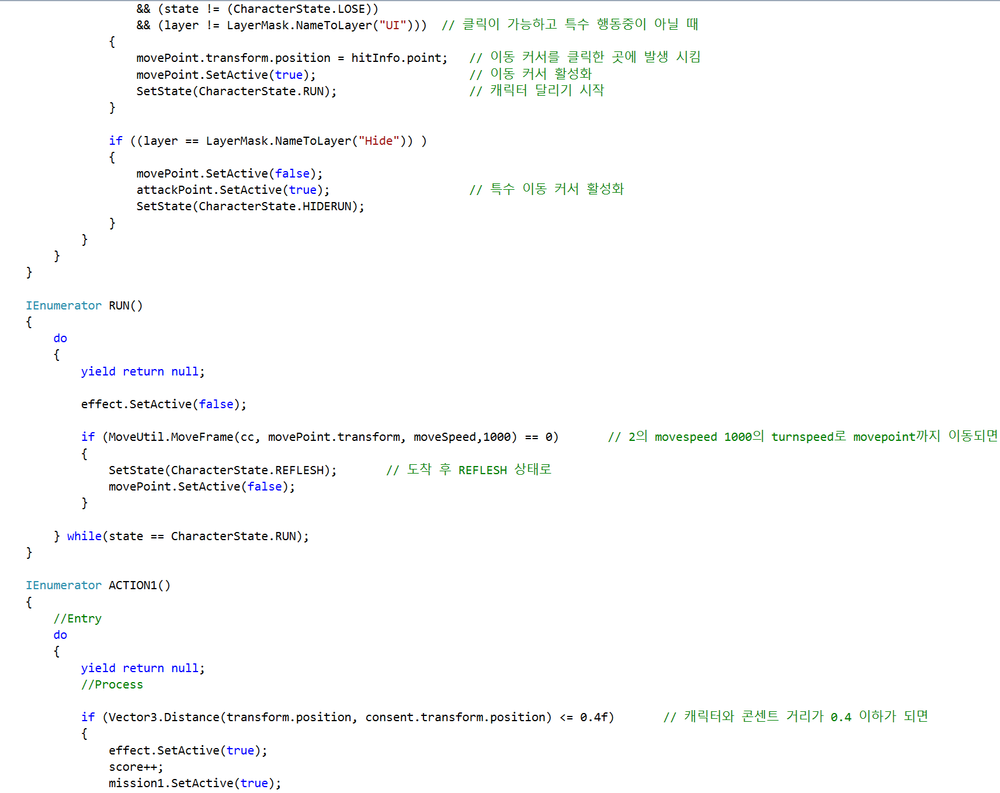 && (state != (CharacterState.LOSE))
&& (layer != LayerMask.NameToLayer("UI")))  // 클릭이 가능하고 특수 행동중이 아닐 때
{
movePoint.transform.position = hitInfo.point;   // 이동 커서를 클릭한 곳에 발생 시킴
movePoint.SetActive(true);                      // 이동 커서 활성화
SetState(CharacterState.RUN);                   // 캐릭터 달리기 시작
}
if ((layer == LayerMask.NameToLayer("Hide")) )
{
movePoint.SetActive(false);
attackPoint.SetActive(true);                    // 특수 이동 커서 활성화
SetState(CharacterState.HIDERUN);
}
}
}
}
IEnumerator RUN()
{
do
{
yield return null;
effect.SetActive(false);
if (MoveUtil.MoveFrame(cc, movePoint.transform, moveSpeed,1000) == 0)       // 2의 movespeed 1000의 turnspeed로 movepoint까지 이동되면
{
SetState(CharacterState.REFLESH);       // 도착 후 REFLESH 상태로
movePoint.SetActive(false);
}
} while(state == CharacterState.RUN);
}
IEnumerator ACTION1()
{
//Entry
do
{
yield return null;
//Process
if (Vector3.Distance(transform.position, consent.transform.position) <= 0.4f)       // 캐릭터와 콘센트 거리가 0.4 이하가 되면
{
effect.SetActive(true);
score++;
mission1.SetActive(true);